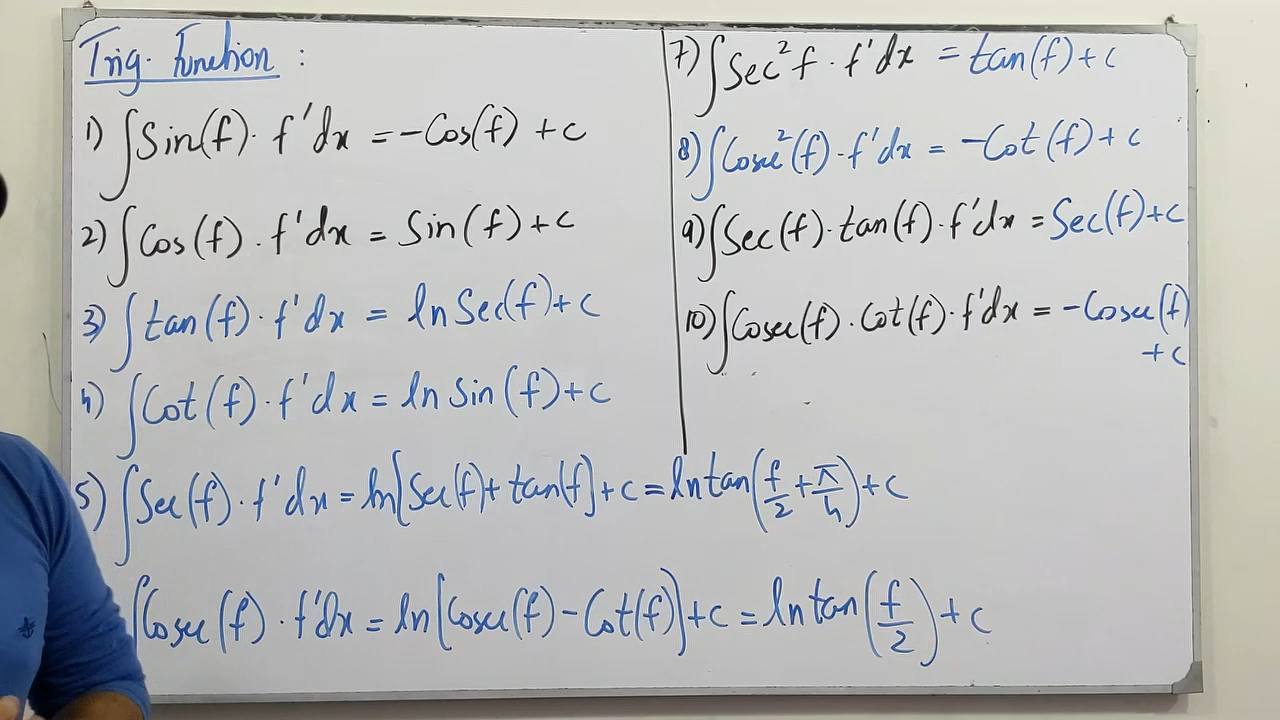 Trig. Function :
1) ∫Sin(f). f'dx = -Cos(f) + c
2) ∫Cos(f) . f'dx = Sin(f) + c
3) ∫tan(f). f'dx = ln Sec(f) + c
4) ∫Cot(f). f'dx = ln Sin(f) + c
5) ∫Sec(f). f'dx = ln[Sec(f) + tan(f)] + c = ln tan(f/2 + π/4) + c
∫Cosec(f). f'dx = ln[Cosec(f) - Cot(f)] + c = ln tan(f/2) + c
7) ∫Sec²f . f'dx = tan(f) + c
8) ∫Cosec²(f). f'dx = -Cot(f) + c
9) ∫Sec(f). tan(f). f'dx = Sec(f) + c
10) ∫Cosec(f). Cot(f). f'dx = -Cosec(f)
+ c